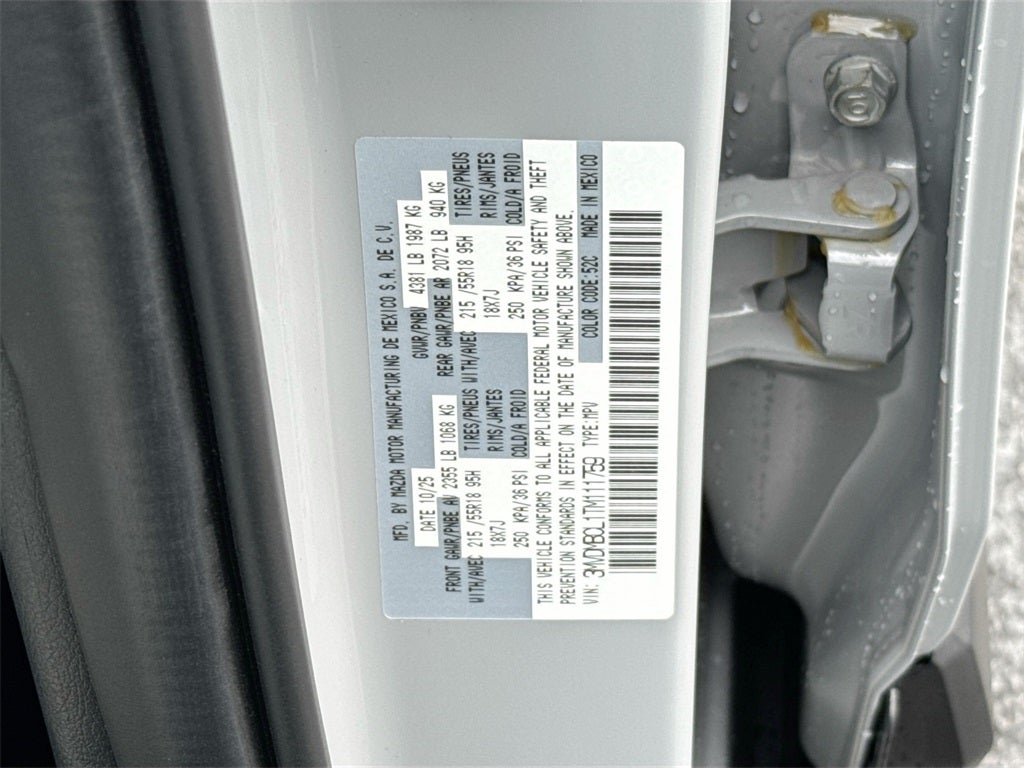 MFD. BY MAZDA MOTOR MANUFACTURING DE MEXICO S.A. DE C.V.
DATE 10/25 GVWR/PNBV 4381 LB 1987 KG
FRONT GAWR/PNBE AV 2355 LB 1068 KG REAR GAWR/PNBE AR 2072 LB 940 KG
WITH/AVEC 215 /55R18 95H TIRES/PNEUS WITH/AVEC 215 /55R18 95H TIRES/PNEUS
18X7J RIMS/JANTES 18X7J RIMS/JANTES
250 KPA/36 PSI COLD/A FROID 250 KPA/36 PSI COLD/A FROID
THIS VEHICLE CONFORMS TO ALL APPLICABLE FEDERAL MOTOR VEHICLE SAFETY AND THEFT
PREVENTION STANDARDS IN EFFECT ON THE DATE OF MANUFACTURE SHOWN ABOVE.
VIN: 3MVDMBCL1TM111759 TYPE:MPV COLOR CODE:52C MADE IN MEXICO